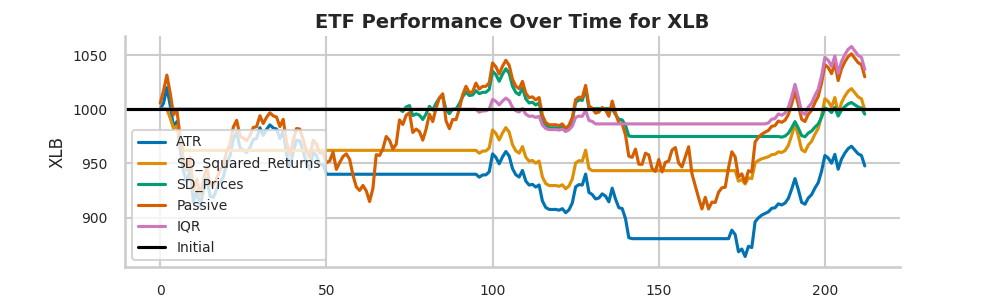 ETF Performance Over Time for XLB
XLB
1050
1000
950
900
ATR
SD_Squared_Returns
SD_Prices
Passive
IQR
Initial
0
50
100
150
200